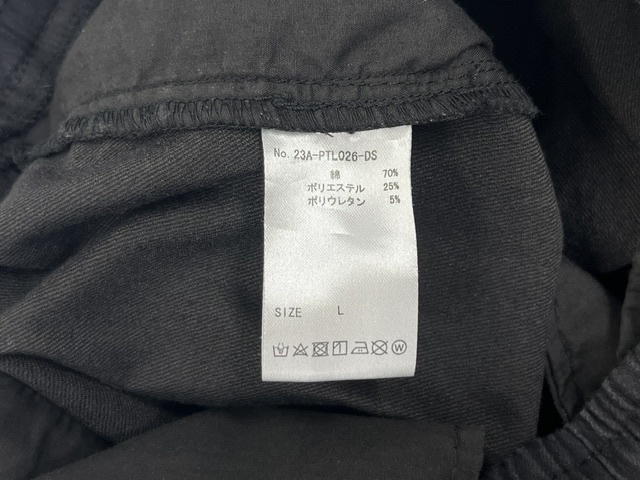 No. 23A-PTL026-DS
綿 70%
ポリエステル 25%
ポリウレタン 5%
SIZE L
W